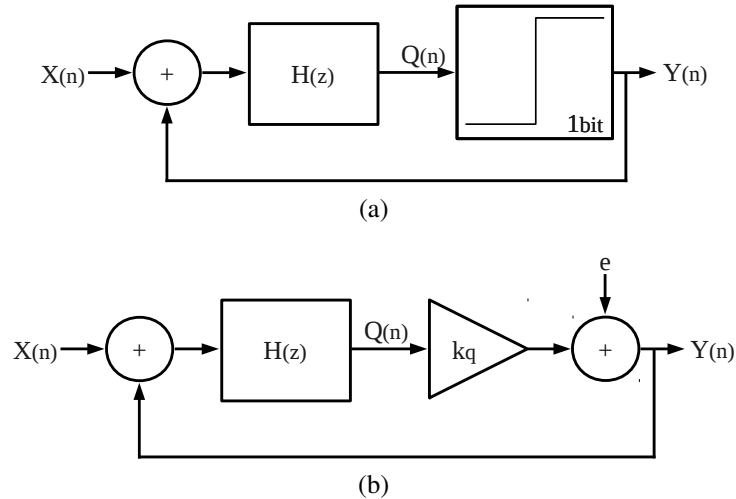 X(n)
+
H(z)
Q(n)
1bit
Y(n)
(a)
e
X(n)
+
H(z)
Q(n)
kq
+
Y(n)
(b)